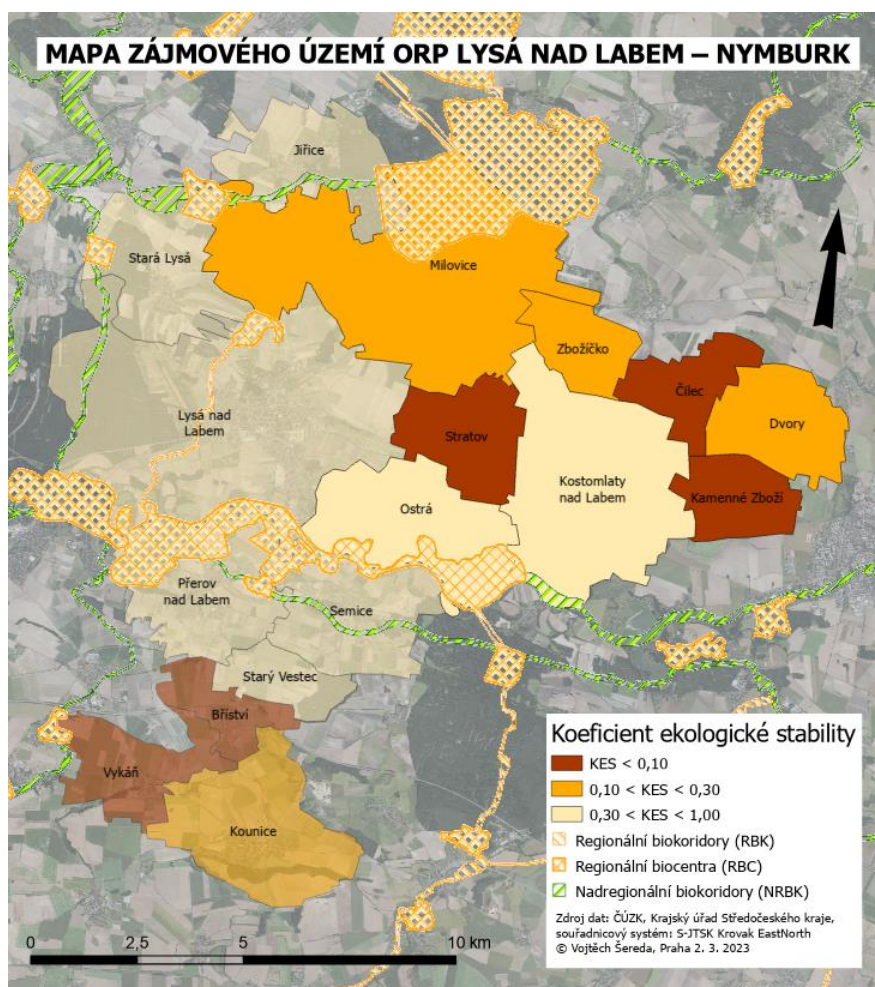 MAPA ZÁJMOVÉHO ÚZEMÍ ORP LYSÁ NAD LABEM – NYMBURK
Jiřice
Stará Lysá
Milovice
Zbožíčko
Čilec
Dvory
Lysá nad
Labem
Stratov
Kostomlaty
nad Labem
Kamenné Zboží
Ostrá
Přerov
nad Labem
Semice
Starý Vestec
Bříství
Vykáň
Kounice
Koeficient ekologické stability
KES < 0,10
0,10 < KES < 0,30
0,30 < KES < 1,00
Regionální biokoridory (RBK)
Regionální biocentra (RBC)
Nadregionální biokoridory (NRBK)
Zdroj dat: ČÚZK, Krajský úřad Středočeského kraje,
souřadnicový systém: S-JTSK Krovak EastNorth
© Vojtěch Šereda, Praha 2. 3. 2023
0 2,5 5 10 km